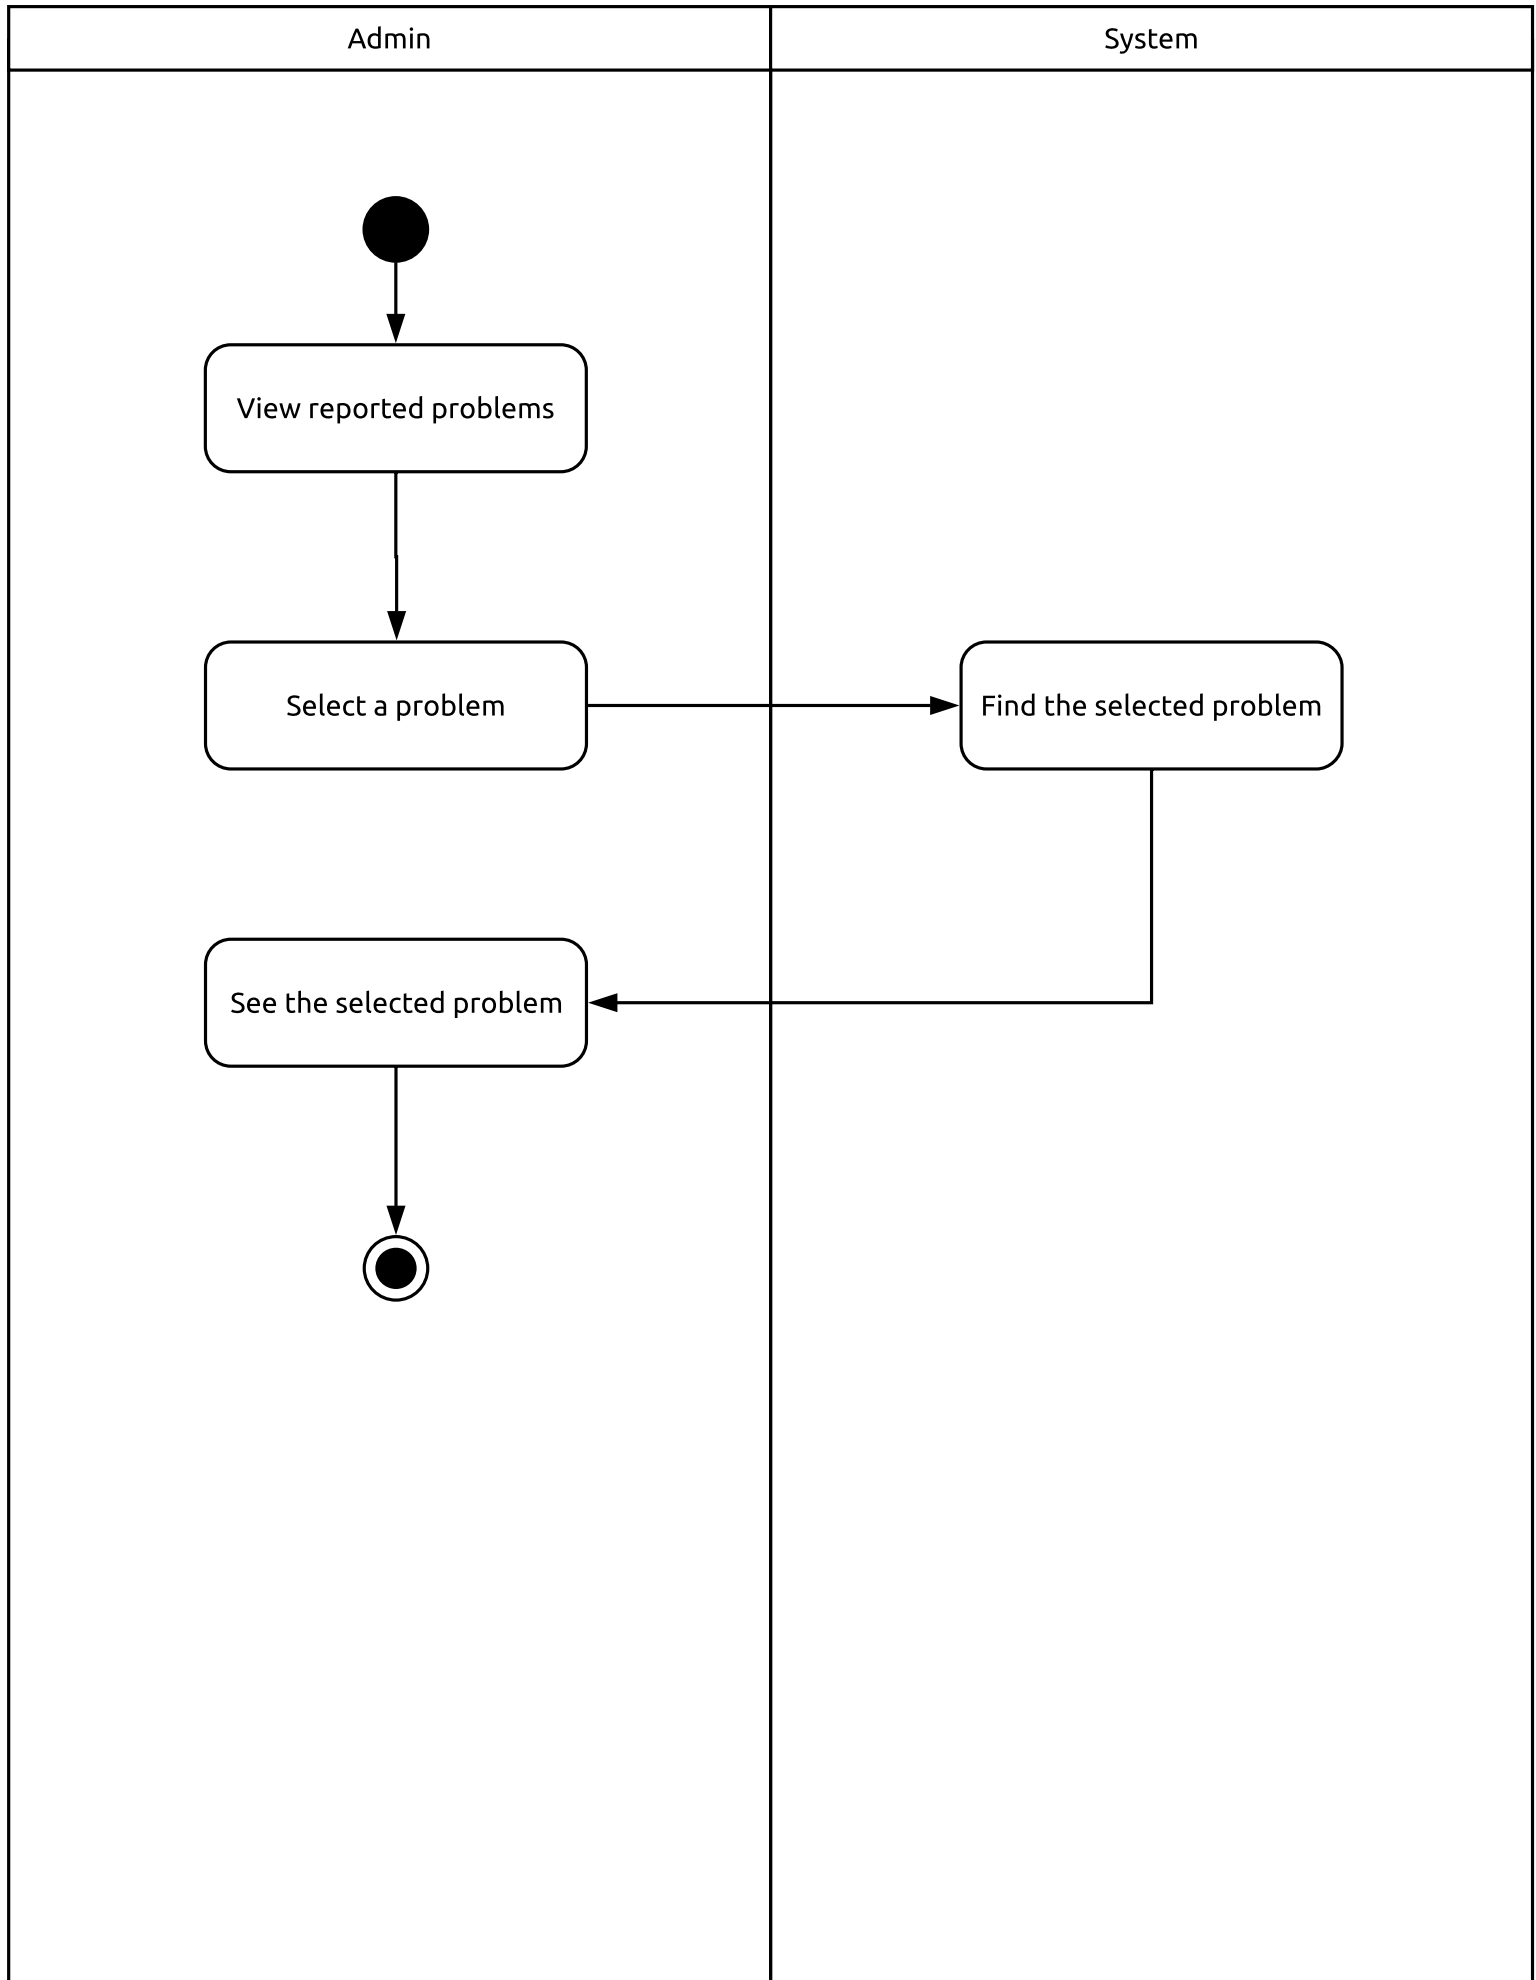 Admin
System
View reported problems
Select a problem
Find the selected problem
See the selected problem